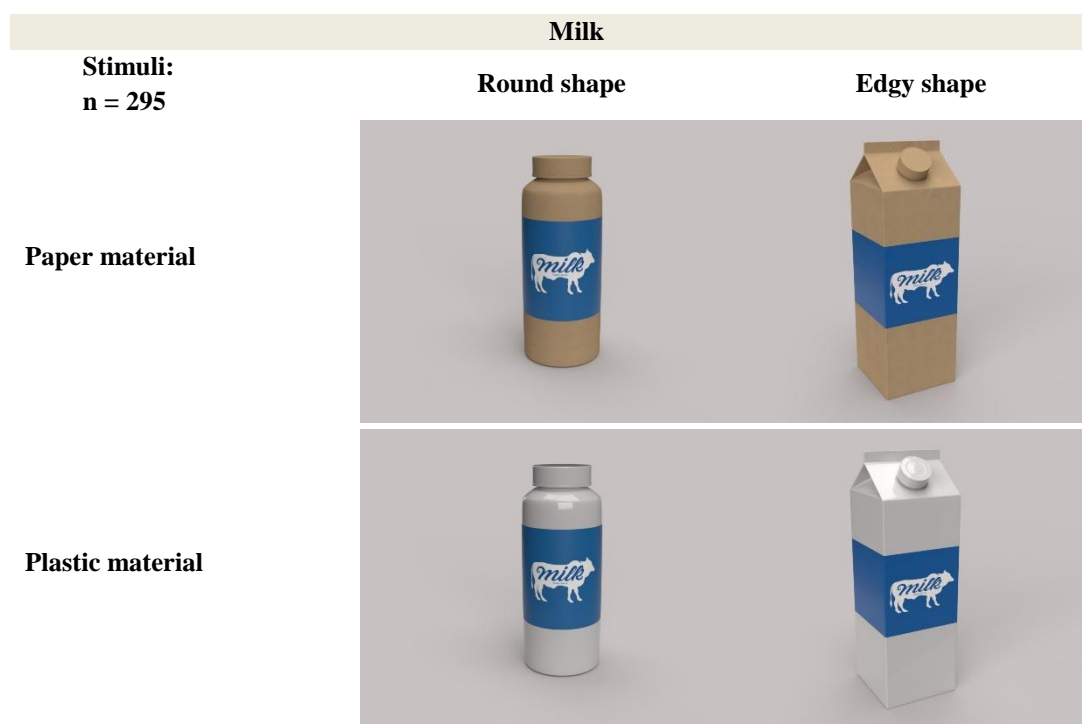 Milk
Stimuli:
n = 295
Round shape
Edgy shape
Paper material
milk
milk
Plastic material
milk
milk